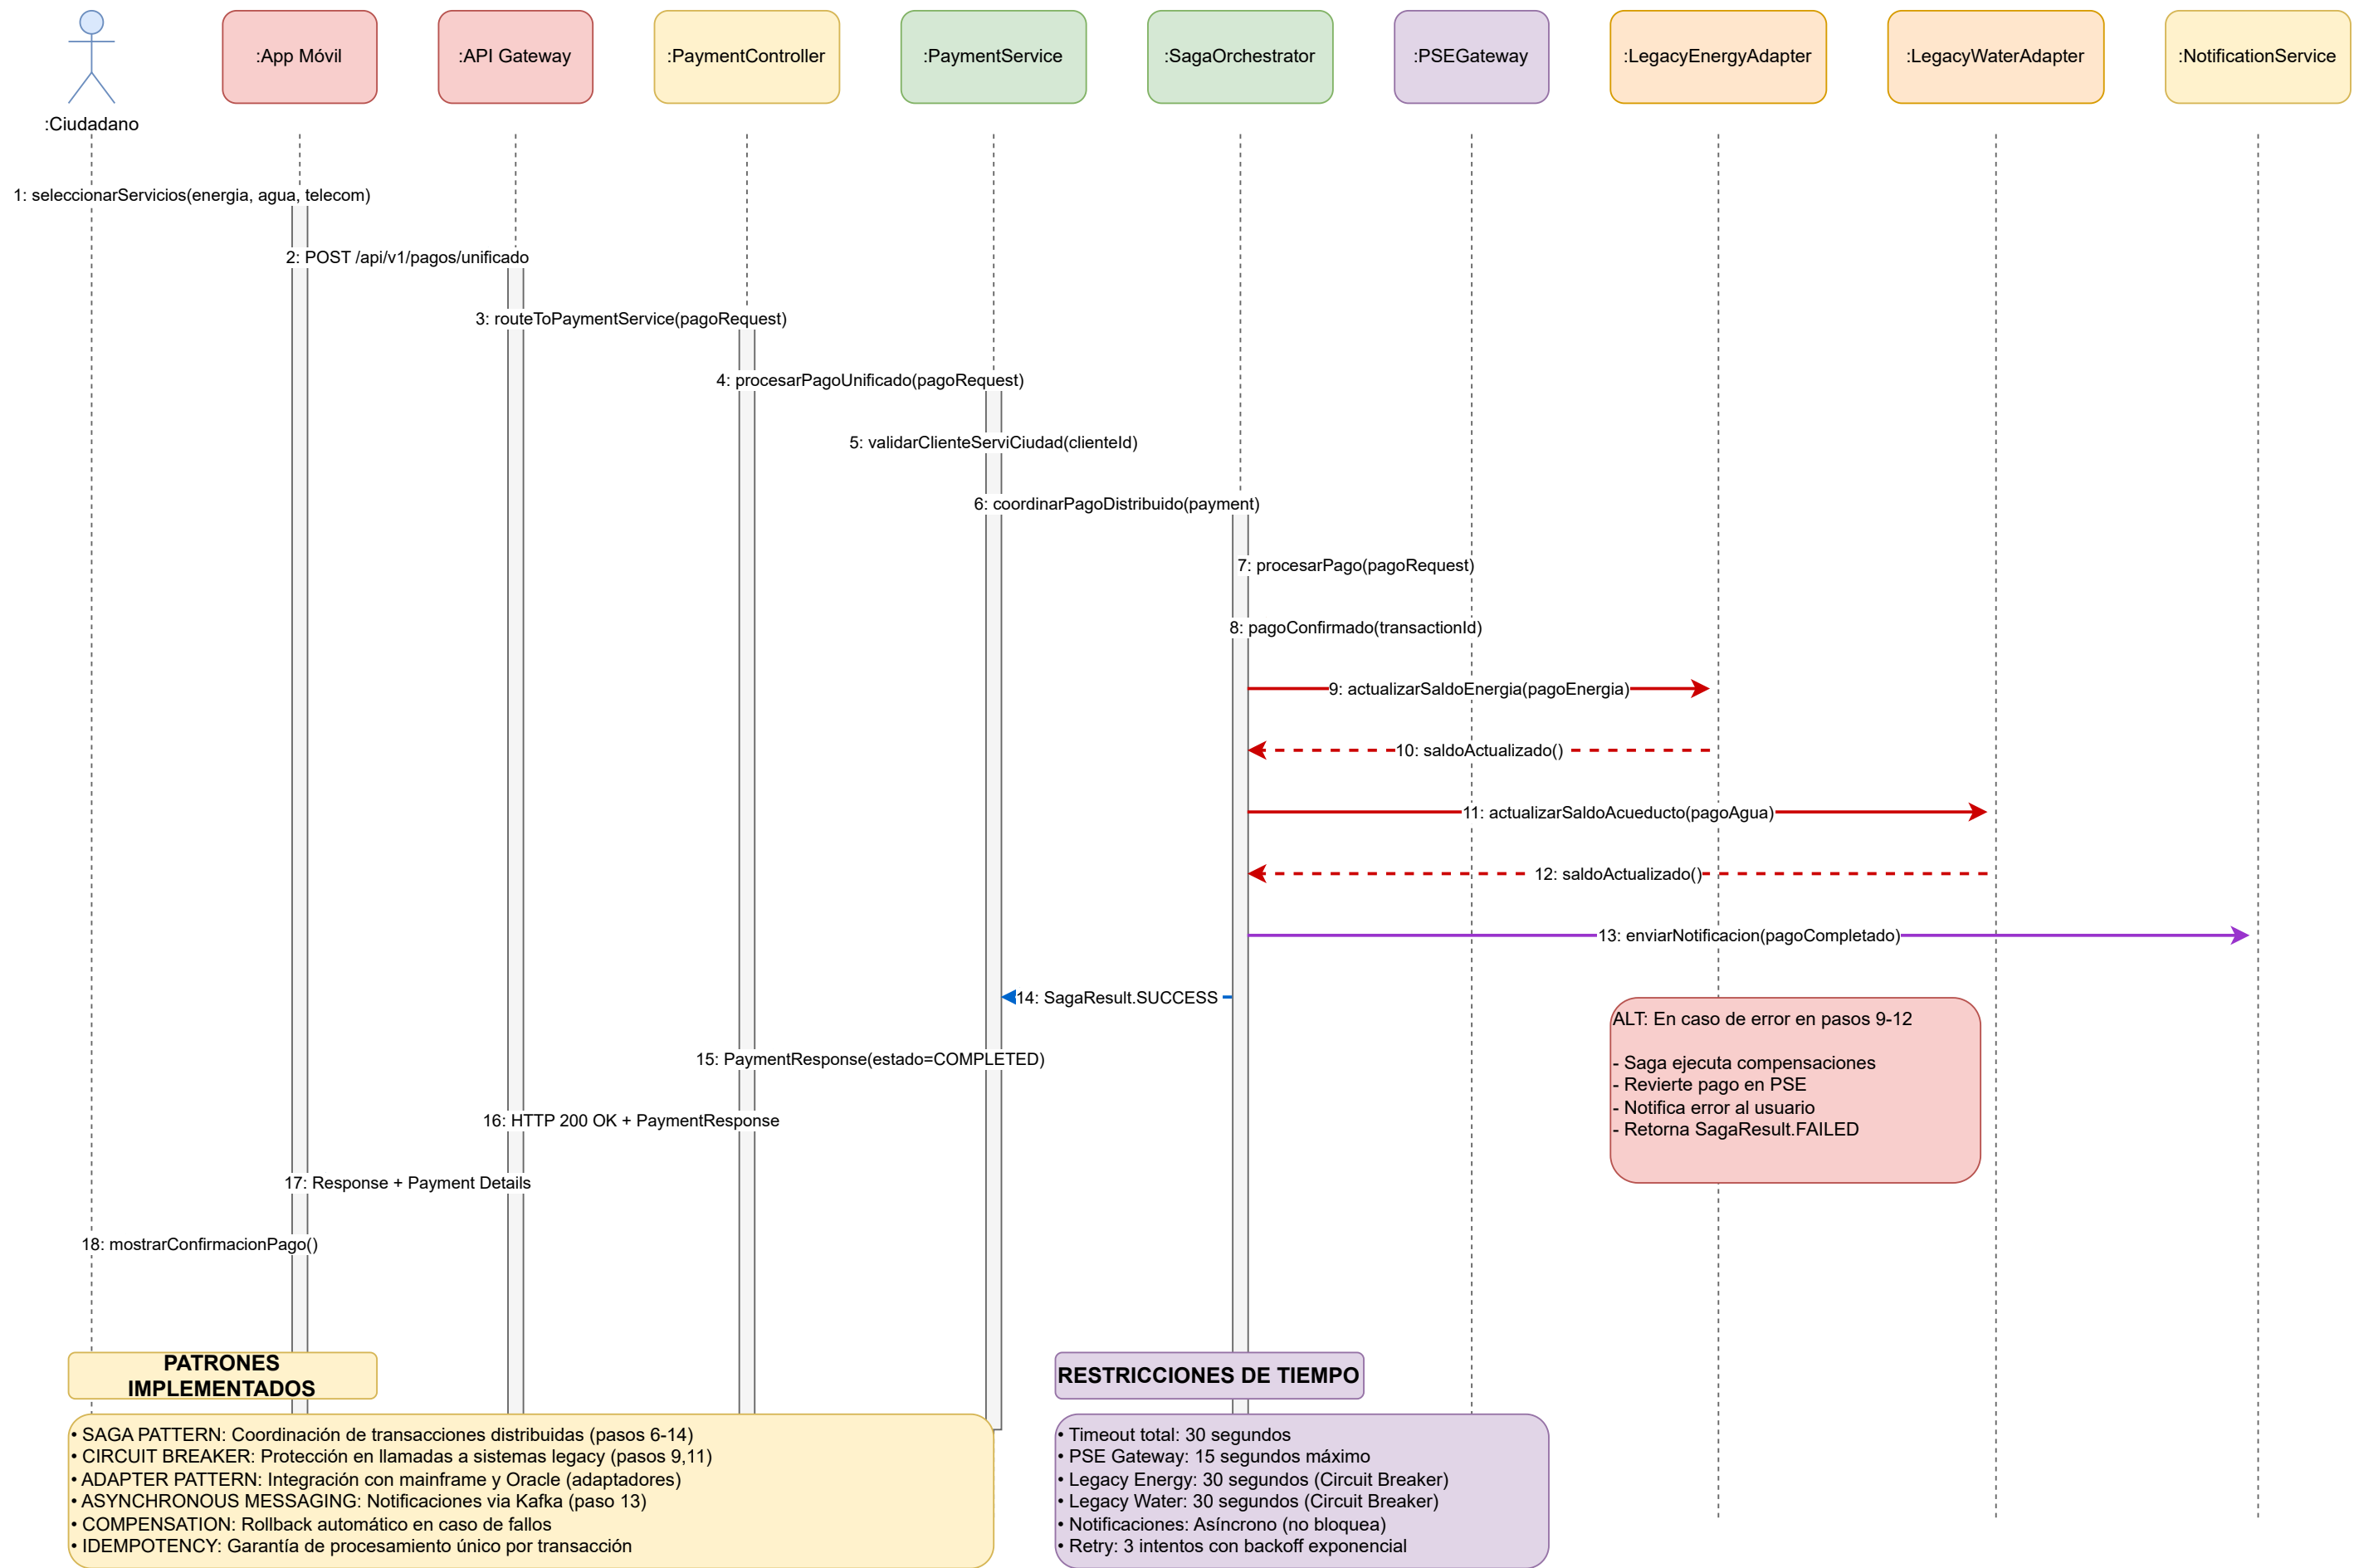 :App Móvil
:API Gateway
:PaymentController
:PaymentService
:SagaOrchestrator
:PSEGateway
:LegacyEnergyAdapter
:LegacyWaterAdapter
:NotificationService
:Ciudadano
1: seleccionarServicios(energia, agua, telecom)
2: POST /api/v1/pagos/unificado
3: routeToPaymentService(pagoRequest)
4: procesarPagoUnificado(pagoRequest)
5: validarClienteServiCiudad(clienteId)
6: coordinarPagoDistribuido(payment)
7: procesarPago(pagoRequest)
8: pagoConfirmado(transactionId)
9: actualizarSaldoEnergia(pagoEnergia)
10: saldoActualizado()
11: actualizarSaldoAcueducto(pagoAgua)
12: saldoActualizado()
13: enviarNotificacion(pagoCompletado)
14: SagaResult.SUCCESS
ALT: En caso de error en pasos 9-12
- Saga ejecuta compensaciones
- Revierte pago en PSE
- Notifica error al usuario
- Retorna SagaResult.FAILED
15: PaymentResponse(estado=COMPLETED)
16: HTTP 200 OK + PaymentResponse
17: Response + Payment Details
18: mostrarConfirmacionPago()
PATRONES
IMPLEMENTADOS
• SAGA PATTERN: Coordinación de transacciones distribuidas (pasos 6-14)
• CIRCUIT BREAKER: Protección en llamadas a sistemas legacy (pasos 9,11)
• ADAPTER PATTERN: Integración con mainframe y Oracle (adaptadores)
• ASYNCHRONOUS MESSAGING: Notificaciones via Kafka (paso 13)
• COMPENSATION: Rollback automático en caso de fallos
• IDEMPOTENCY: Garantía de procesamiento único por transacción
RESTRICCIONES DE TIEMPO
• Timeout total: 30 segundos
• PSE Gateway: 15 segundos máximo
• Legacy Energy: 30 segundos (Circuit Breaker)
• Legacy Water: 30 segundos (Circuit Breaker)
• Notificaciones: Asíncrono (no bloquea)
• Retry: 3 intentos con backoff exponencial